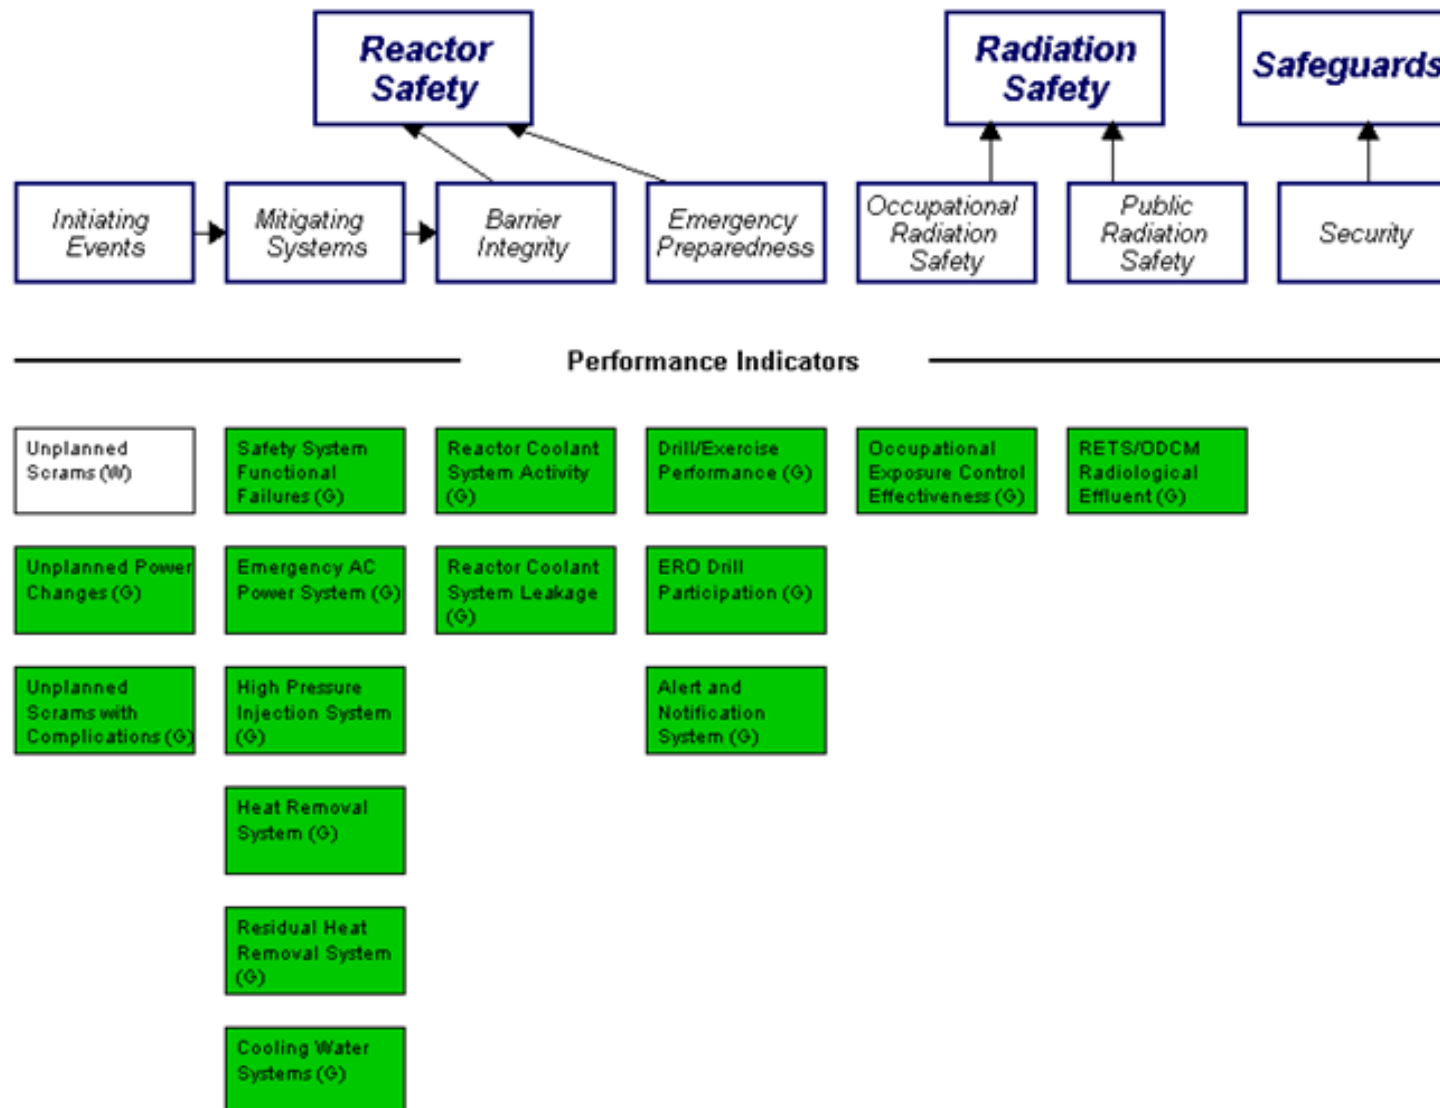 Reactor
Safety
Radiation
Safety
Safeguards
Initiating
Events
Mitigating
Systems
Barrier
Integrity
Emergency
Preparedness
Occupational
Radiation
Safety
Public
Radiation
Safety
Security
Performance Indicators
Unplanned
Scrams (W)
Safety System
Functional
Failures (G)
Reactor Coolant
System Activity
(G)
Drill/Exercise
Performance (G)
Occupational
Exposure Control
Effectiveness (G)
RETS/ODCM
Radiological
Effluent (G)
Unplanned Power
Changes (G)
Emergency AC
Power System (G)
Reactor Coolant
System Leakage
(G)
ERO Drill
Participation (G)
Unplanned
Scrams with
Complications (G)
High Pressure
Injection System
(G)
Alert and
Notification
System (G)
Heat Removal
System (G)
Residual Heat
Removal System
(G)
Cooling Water
Systems (G)